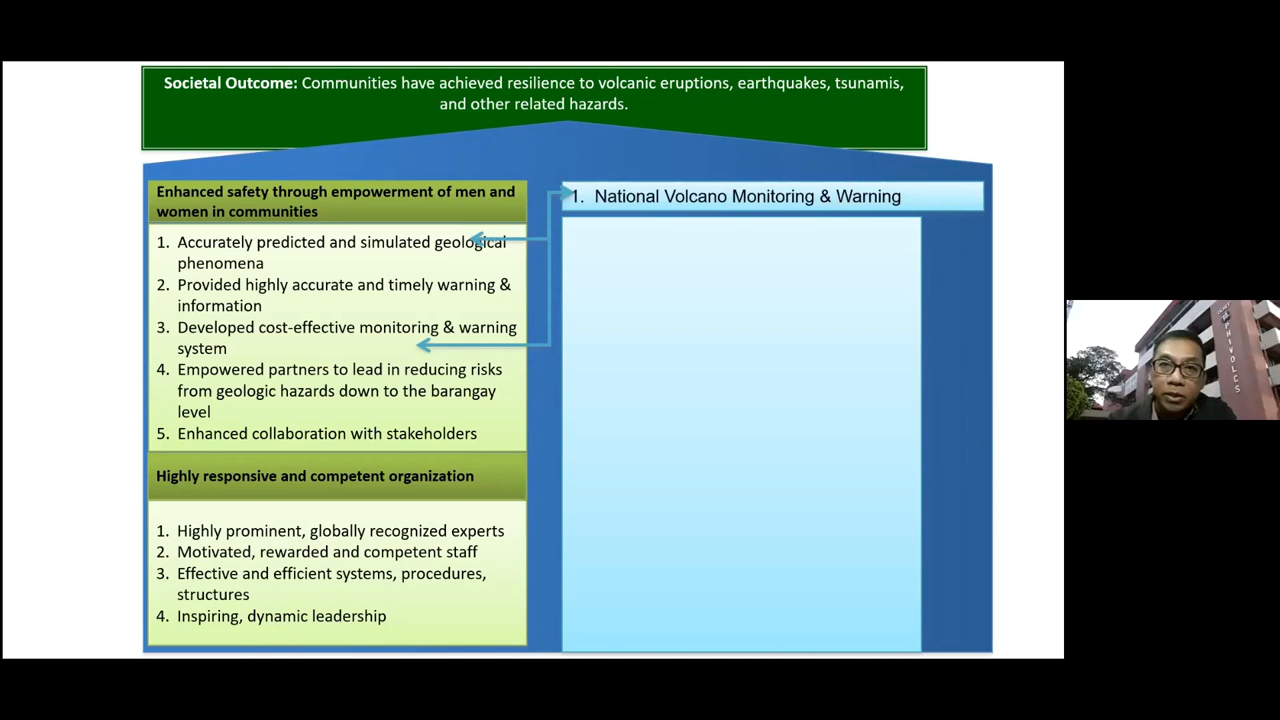 Societal Outcome: Communities have achieved resilience to volcanic eruptions, earthquakes, tsunamis,
and other related hazards.
Enhanced safety through empowerment of men and
women in communities
1. Accurately predicted and simulated geological
phenomena
2. Provided highly accurate and timely warning &
information
3. Developed cost-effective monitoring & warning
system
4. Empowered partners to lead in reducing risks
from geologic hazards down to the barangay
level
5. Enhanced collaboration with stakeholders
Highly responsive and competent organization
1. Highly prominent, globally recognized experts
2. Motivated, rewarded and competent staff
3. Effective and efficient systems, procedures,
structures
4. Inspiring, dynamic leadership
1. National Volcano Monitoring & Warning
PHIVOLCS